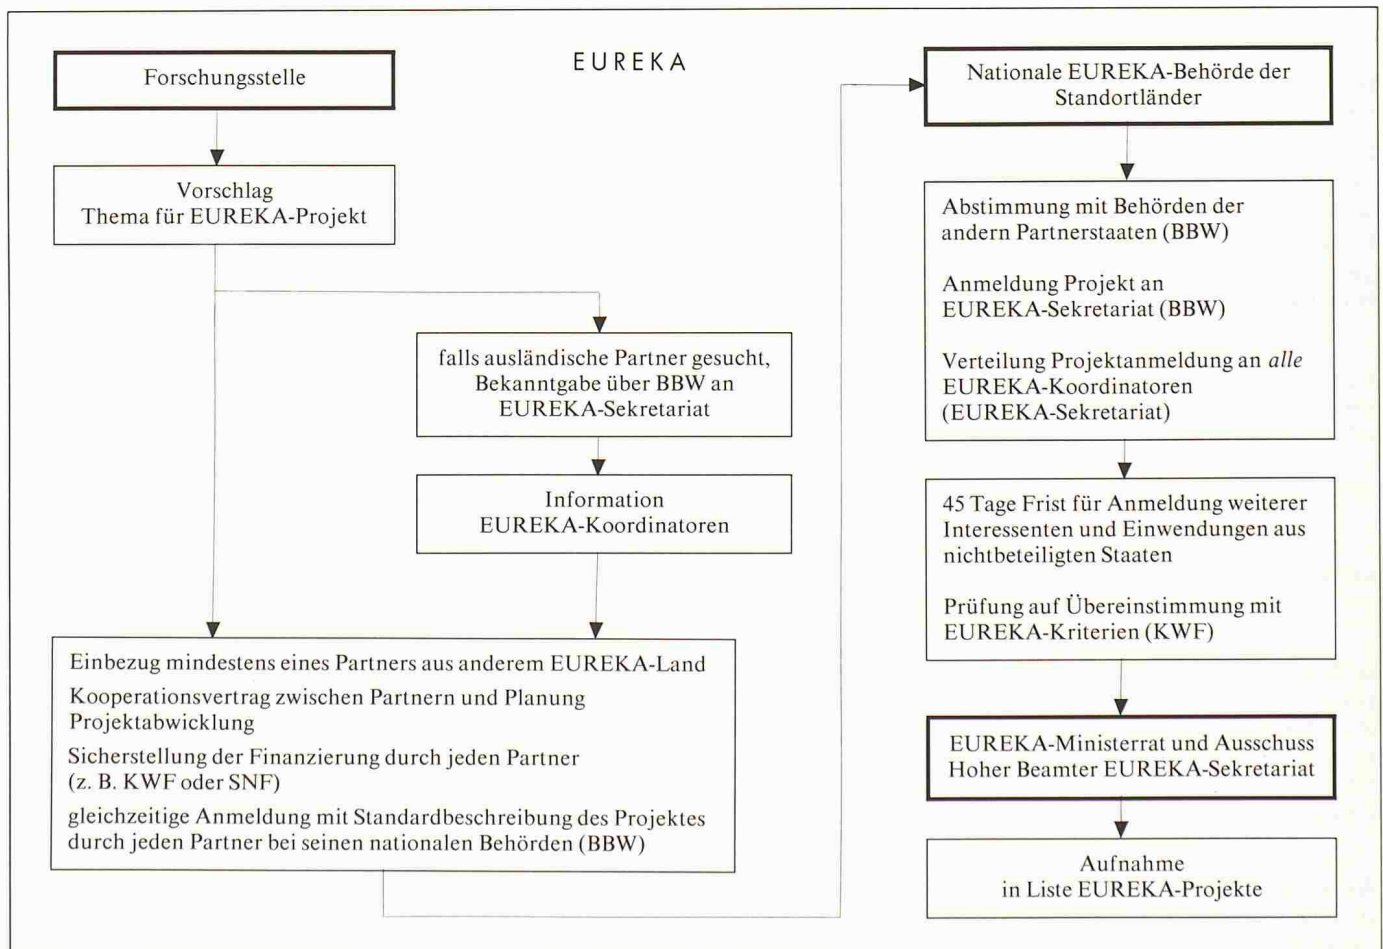 EUREKA
Forschungsstelle
Vorschlag
Thema für EUREKA-Projekt
falls ausländische Partner gesucht,
Bekanntgabe über BBW an
EUREKA-Sekretariat
Information
EUREKA-Koordinatoren
Einbezug mindestens eines Partners aus anderem EUREKA-Land
Kooperationsvertrag zwischen Partnern und Planung
Projektabwicklung
Sicherstellung der Finanzierung durch jeden Partner
(z. B. KWF oder SNF)
gleichzeitige Anmeldung mit Standardbeschreibung des Projektes
durch jeden Partner bei seinen nationalen Behörden (BBW)
Nationale EUREKA-Behörde der
Standortländer
Abstimmung mit Behörden der
andern Partnerstaaten (BBW)
Anmeldung Projekt an
EUREKA-Sekretariat (BBW)
Verteilung Projektanmeldung an alle
EUREKA-Koordinatoren
(EUREKA-Sekretariat)
45 Tage Frist für Anmeldung weiterer
Interessenten und Einwendungen aus
nichtbeteiligten Staaten
Prüfung auf Übereinstimmung mit
EUREKA-Kriterien (KWF)
EUREKA-Ministerrat und Ausschuss
Hoher Beamter EUREKA-Sekretariat
Aufnahme
in Liste EUREKA-Projekte